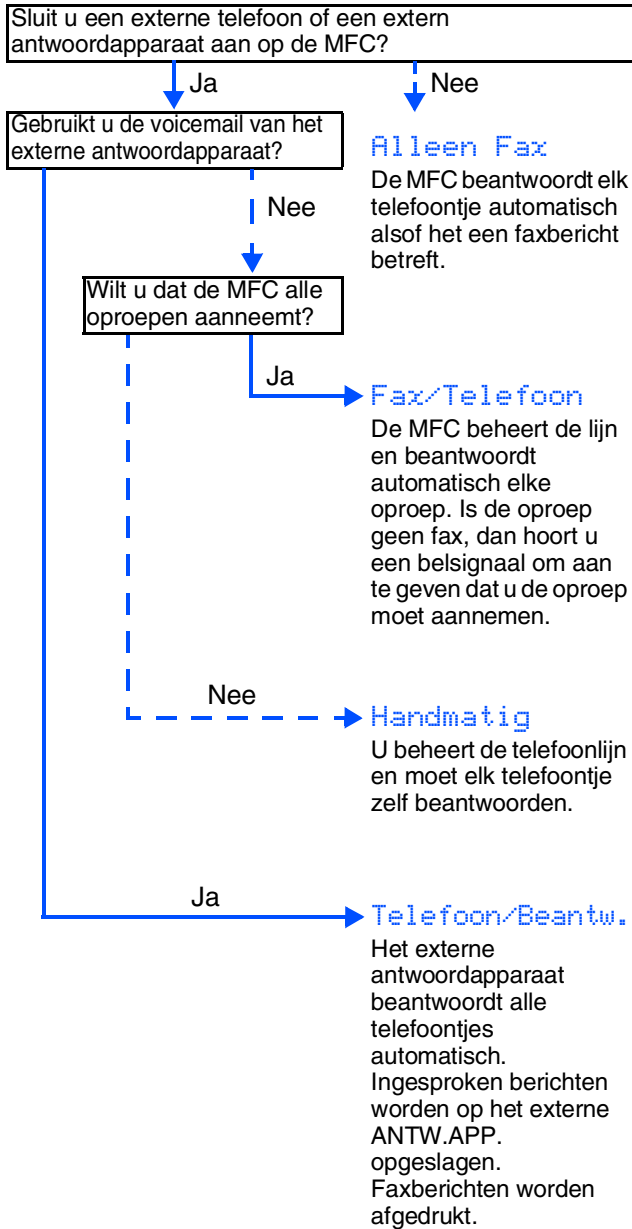 Sluit u een externe telefoon of een extern
antwoordapparaat aan op de MFC?
Ja
Nee
Gebruikt u de voicemail van het
externe antwoordapparaat?
Alleen Fax
De MFC beantwoordt elk
telefoontje automatisch
alsof het een faxbericht
betreft.
Nee
Wilt u dat de MFC alle
oproepen aanneemt?
Ja
Fax/Telefoon
De MFC beheert de lijn
en beantwoordt
automatisch elke
oproep. Is de oproep
geen fax, dan hoort u
een belsignaal om aan
te geven dat u de oproep
moet aannemen.
Nee
Handmatig
U beheert de telefoonlijn
en moet elk telefoontje
zelf beantwoorden.
Ja
Telefoon/Beantw.
Het externe
antwoordapparaat
beantwoordt alle
telefoontjes
automatisch.
Ingesproken berichten
worden op het externe
ANTW.APP.
opgeslagen.
Faxberichten worden
afgedrukt.